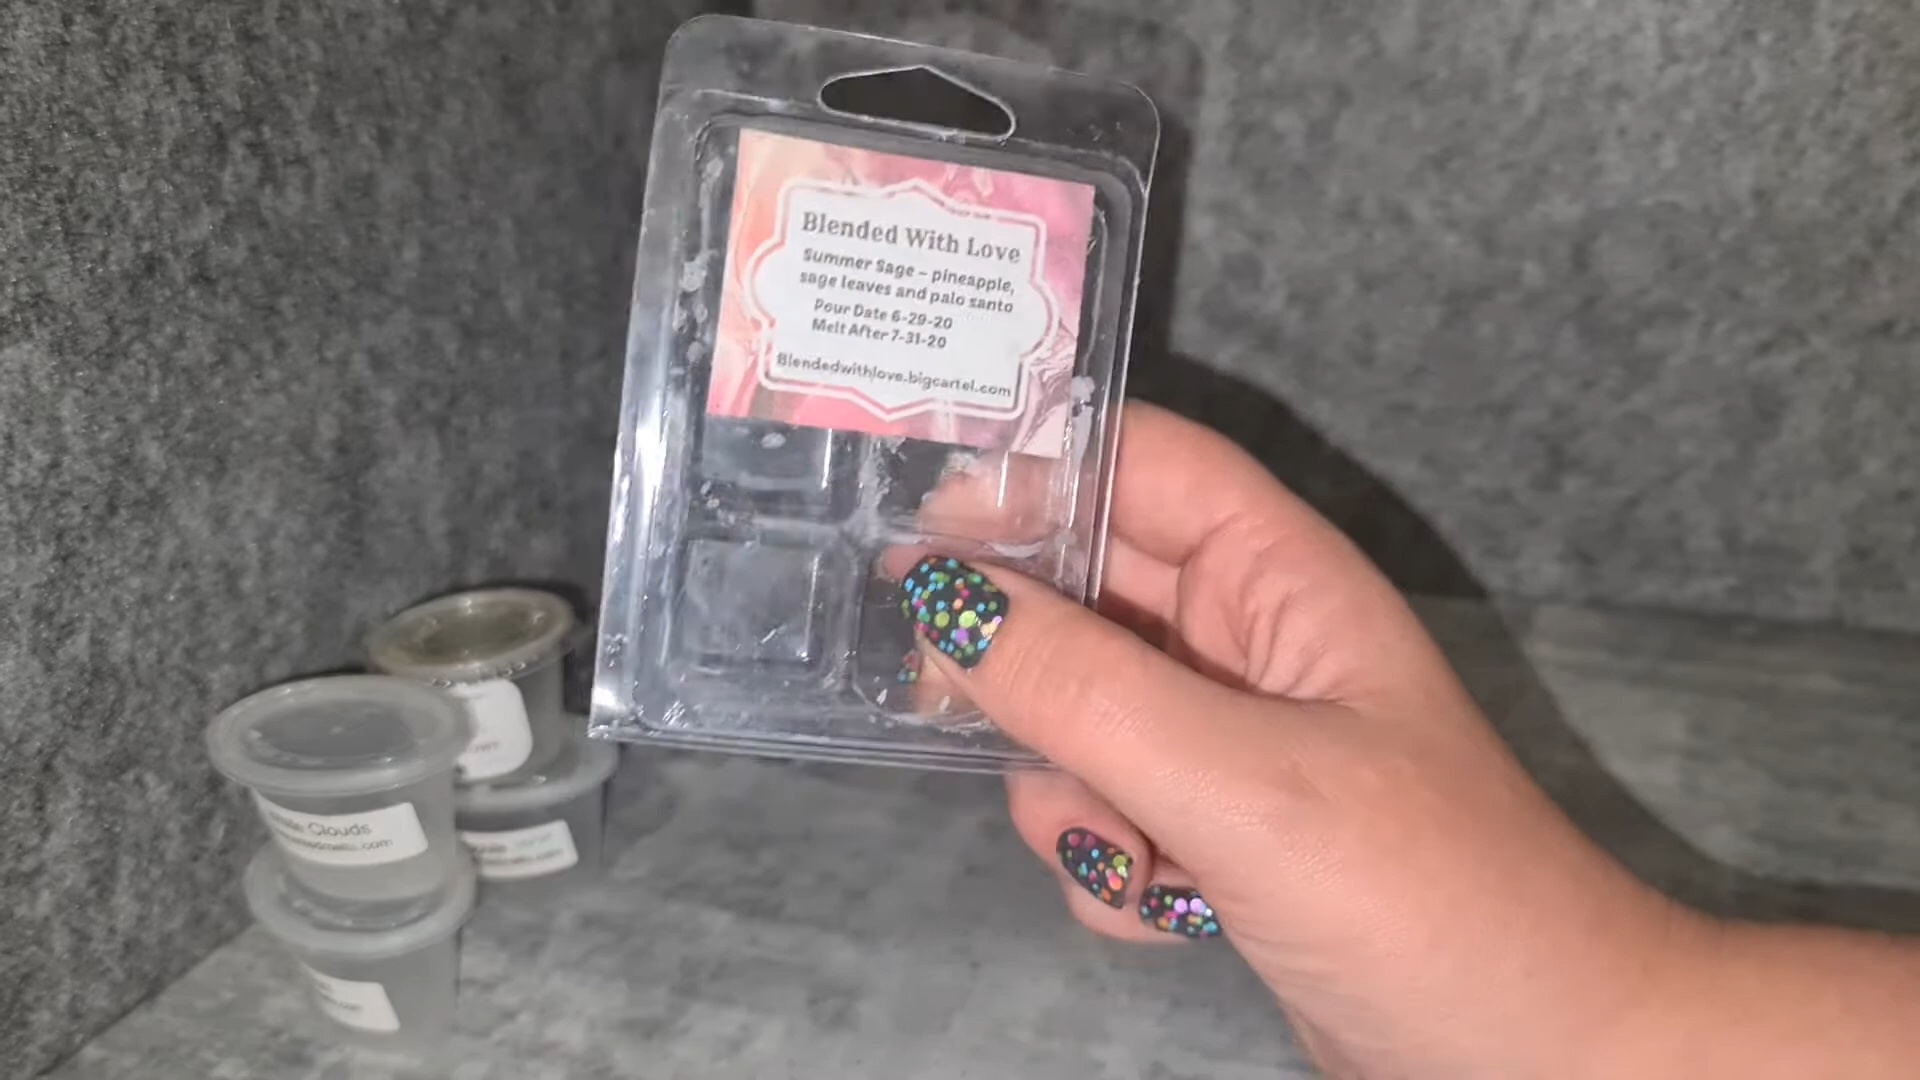 Blended With Love
Summer Sage – pineapple,
sage leaves and palo santo
Pour Date 6-29-20
Melt After 7-31-20
Blendedwithlove.bigcartel.com
Clouds